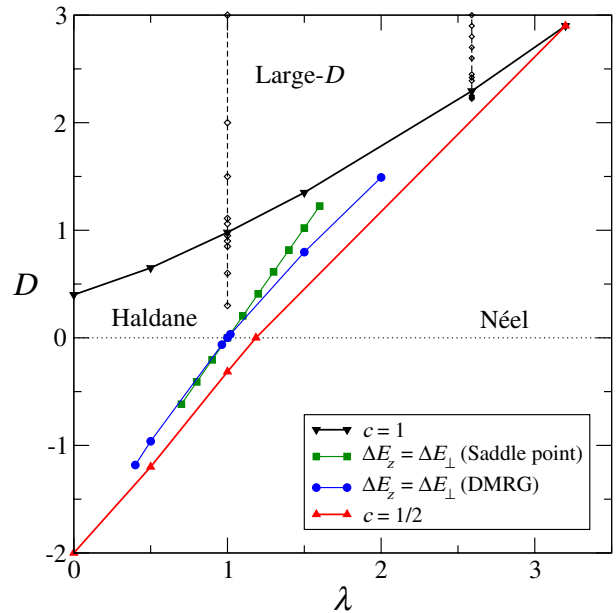 3
Large-D
2
1
D
Haldane
Néel
0
c = 1
ΔE_z = ΔE_⊥ (Saddle point)
-1
ΔE_z = ΔE_⊥ (DMRG)
c = 1/2
-2
0 1 2 3
λ